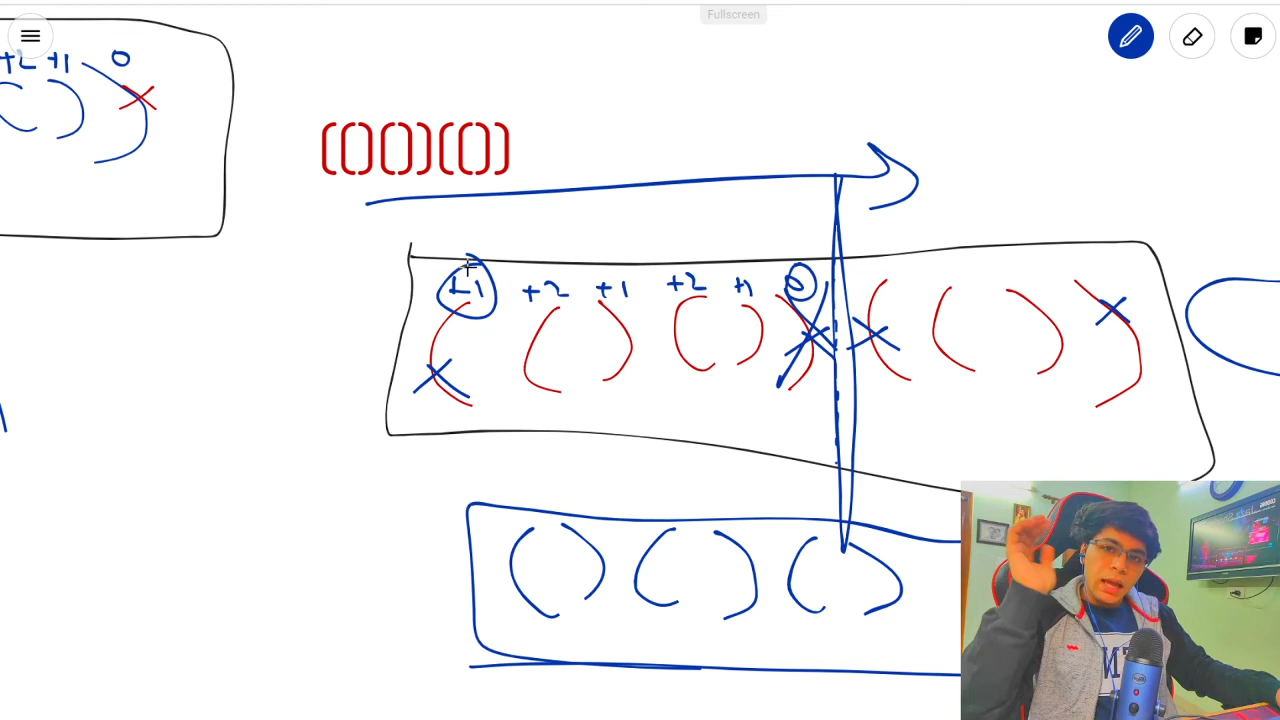 Fullscreen
+2 +1 0
(()())(())
+1 +2 +1 +2 +1 0
( ( ) ( ) ) ( ( ) )
( ) ( ) ( )